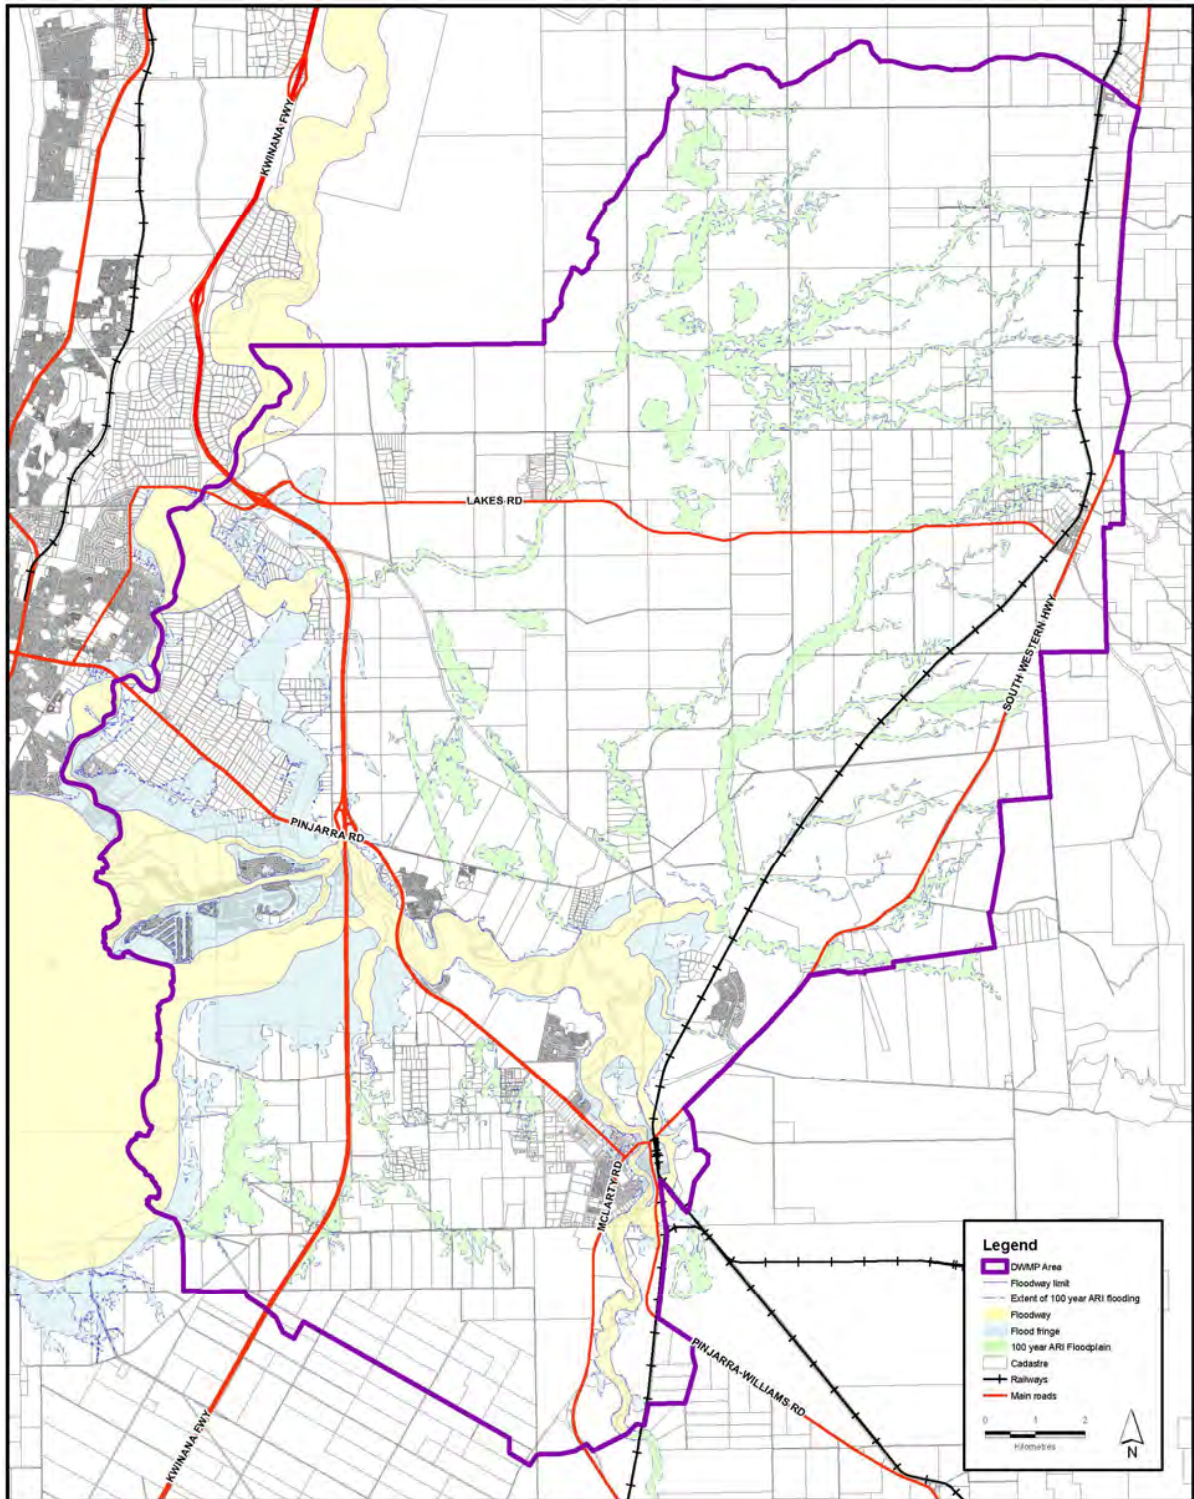 KWINANA FWY
LAKES RD
SOUTH WESTERN HWY
PINJARRA RD
MCLARTY RD
PINJARRA-WILLIAMS RD
KWINANA FWY
Legend
DWMP Area
Floodway limit
Extent of 100 year ARI flooding
Floodway
Flood fringe
100 year ARI Floodplain
Cadastre
Railways
Main roads
0 1 2
Kilometres
N